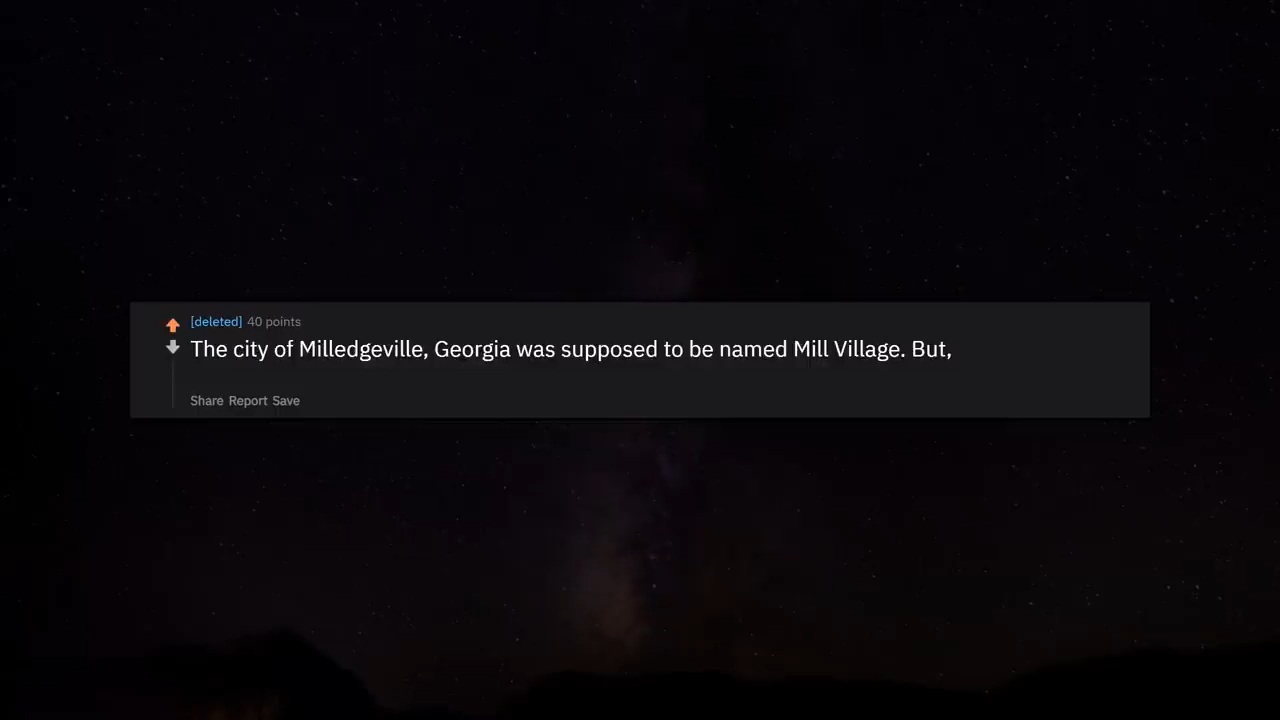 [deleted] 40 points
The city of Milledgeville, Georgia was supposed to be named Mill Village. But,
Share Report Save